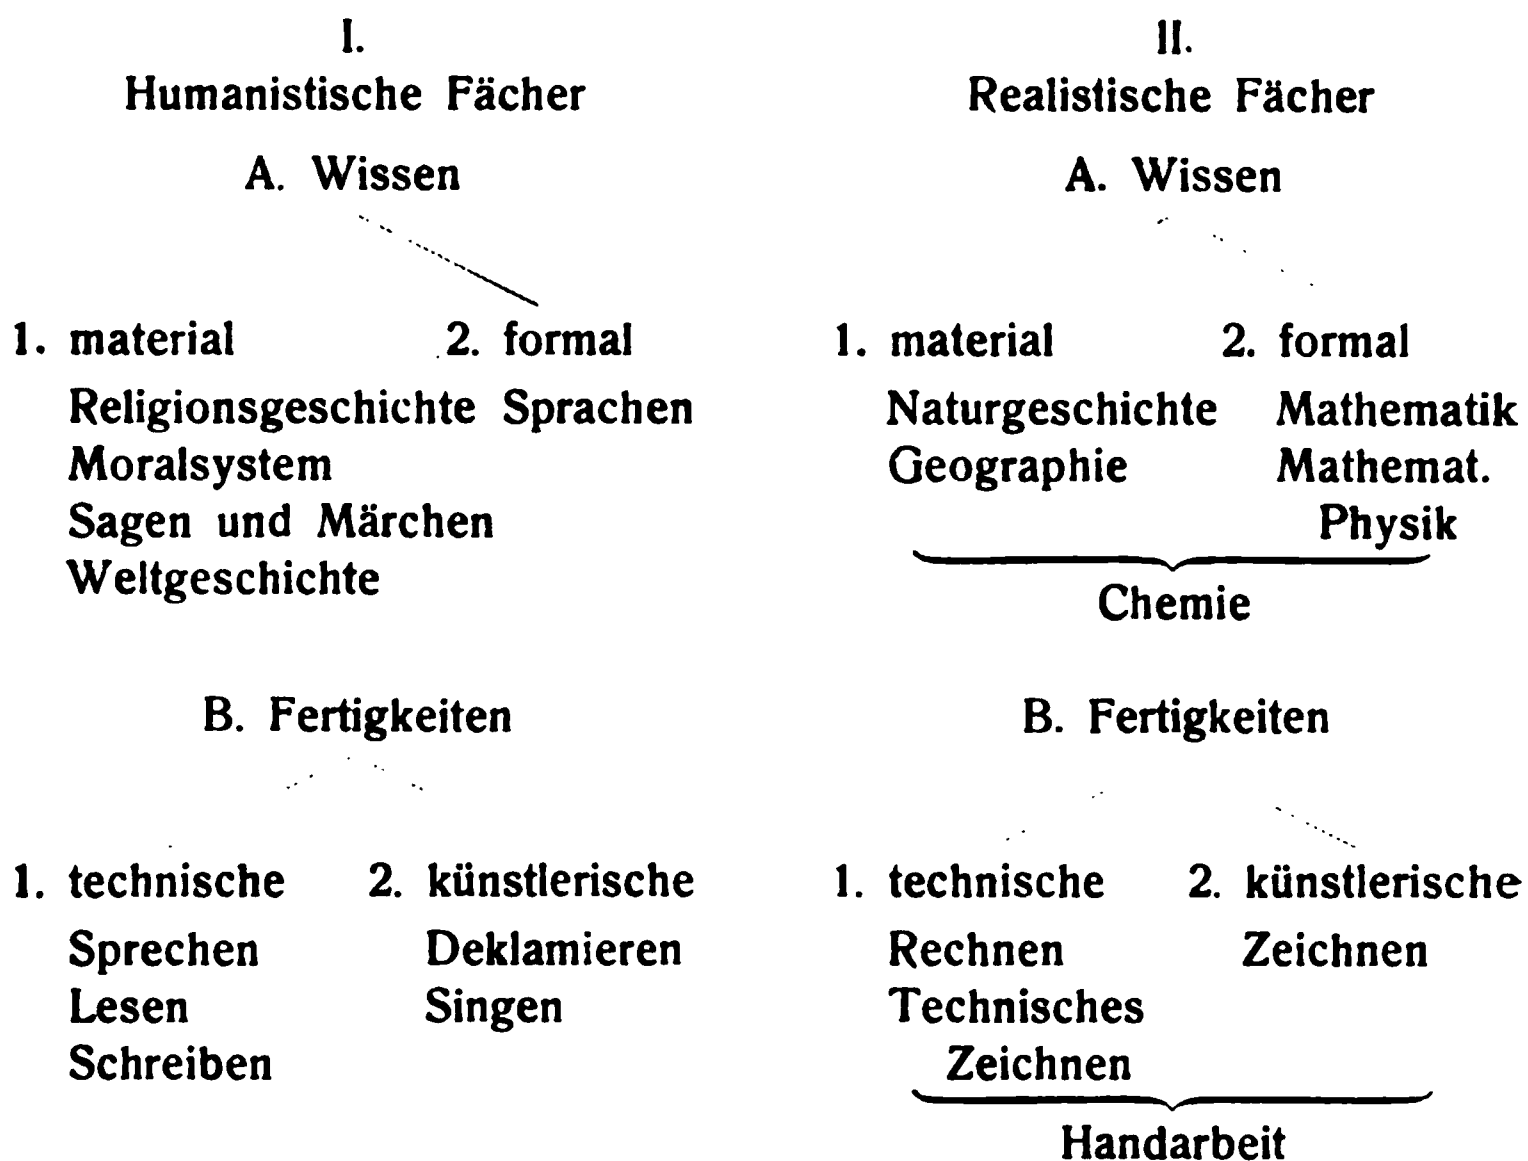 I.
Humanistische Fächer
A. Wissen
1. material 2. formal
Religionsgeschichte Sprachen
Moralsystem
Sagen und Märchen
Weltgeschichte
B. Fertigkeiten
1. technische 2. künstlerische
Sprechen Deklamieren
Lesen Singen
Schreiben
II.
Realistische Fächer
A. Wissen
1. material 2. formal
Naturgeschichte Mathematik
Geographie Mathemat.
Physik
Chemie
B. Fertigkeiten
1. technische 2. künstlerische
Rechnen Zeichnen
Technisches
Zeichnen
Handarbeit